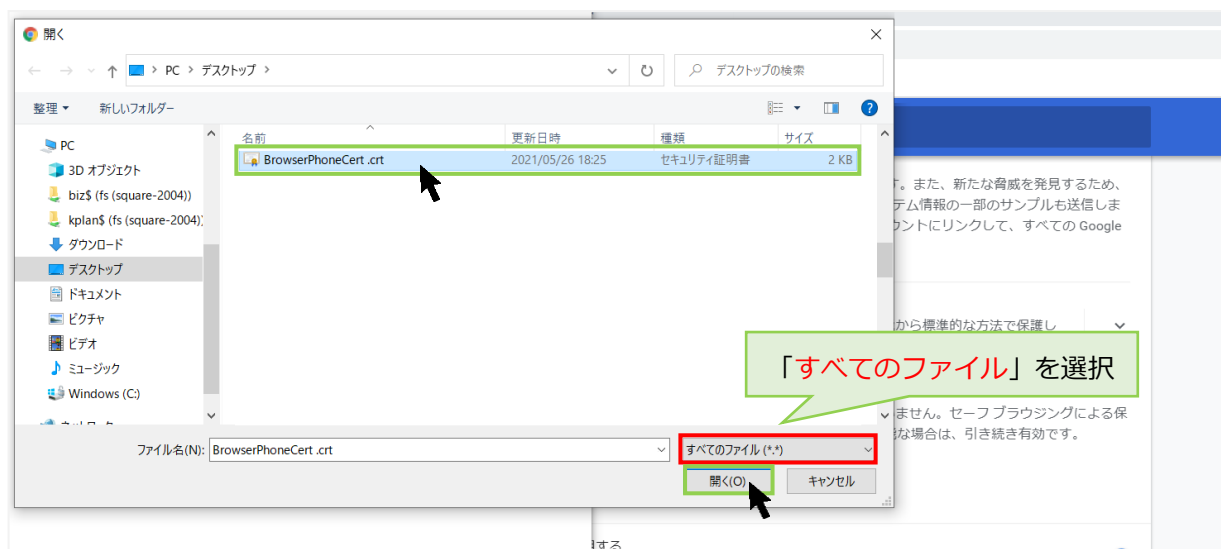 開く
PC デスクトップ
デスクトップの検索
整理 新しいフォルダー
名前 更新日時 種類 サイズ
BrowserPhoneCert .crt 2021/05/26 18:25 セキュリティ証明書 2 KB
PC
3D オブジェクト
biz$ (fs (square-2004))
kplan$ (fs (square-2004))
ダウンロード
デスクトップ
ドキュメント
ピクチャ
ビデオ
ミュージック
Windows (C:)
す。また、新たな脅威を発見するため、
テム情報の一部のサンプルも送信しま
ウントにリンクして、すべての Google
から標準的な方法で保護し
「すべてのファイル」を選択
ません。セーフ ブラウジングによる保
な場合は、引き続き有効です。
ファイル名(N): BrowserPhoneCert .crt すべてのファイル (*.*)
開く(O) キャンセル
する